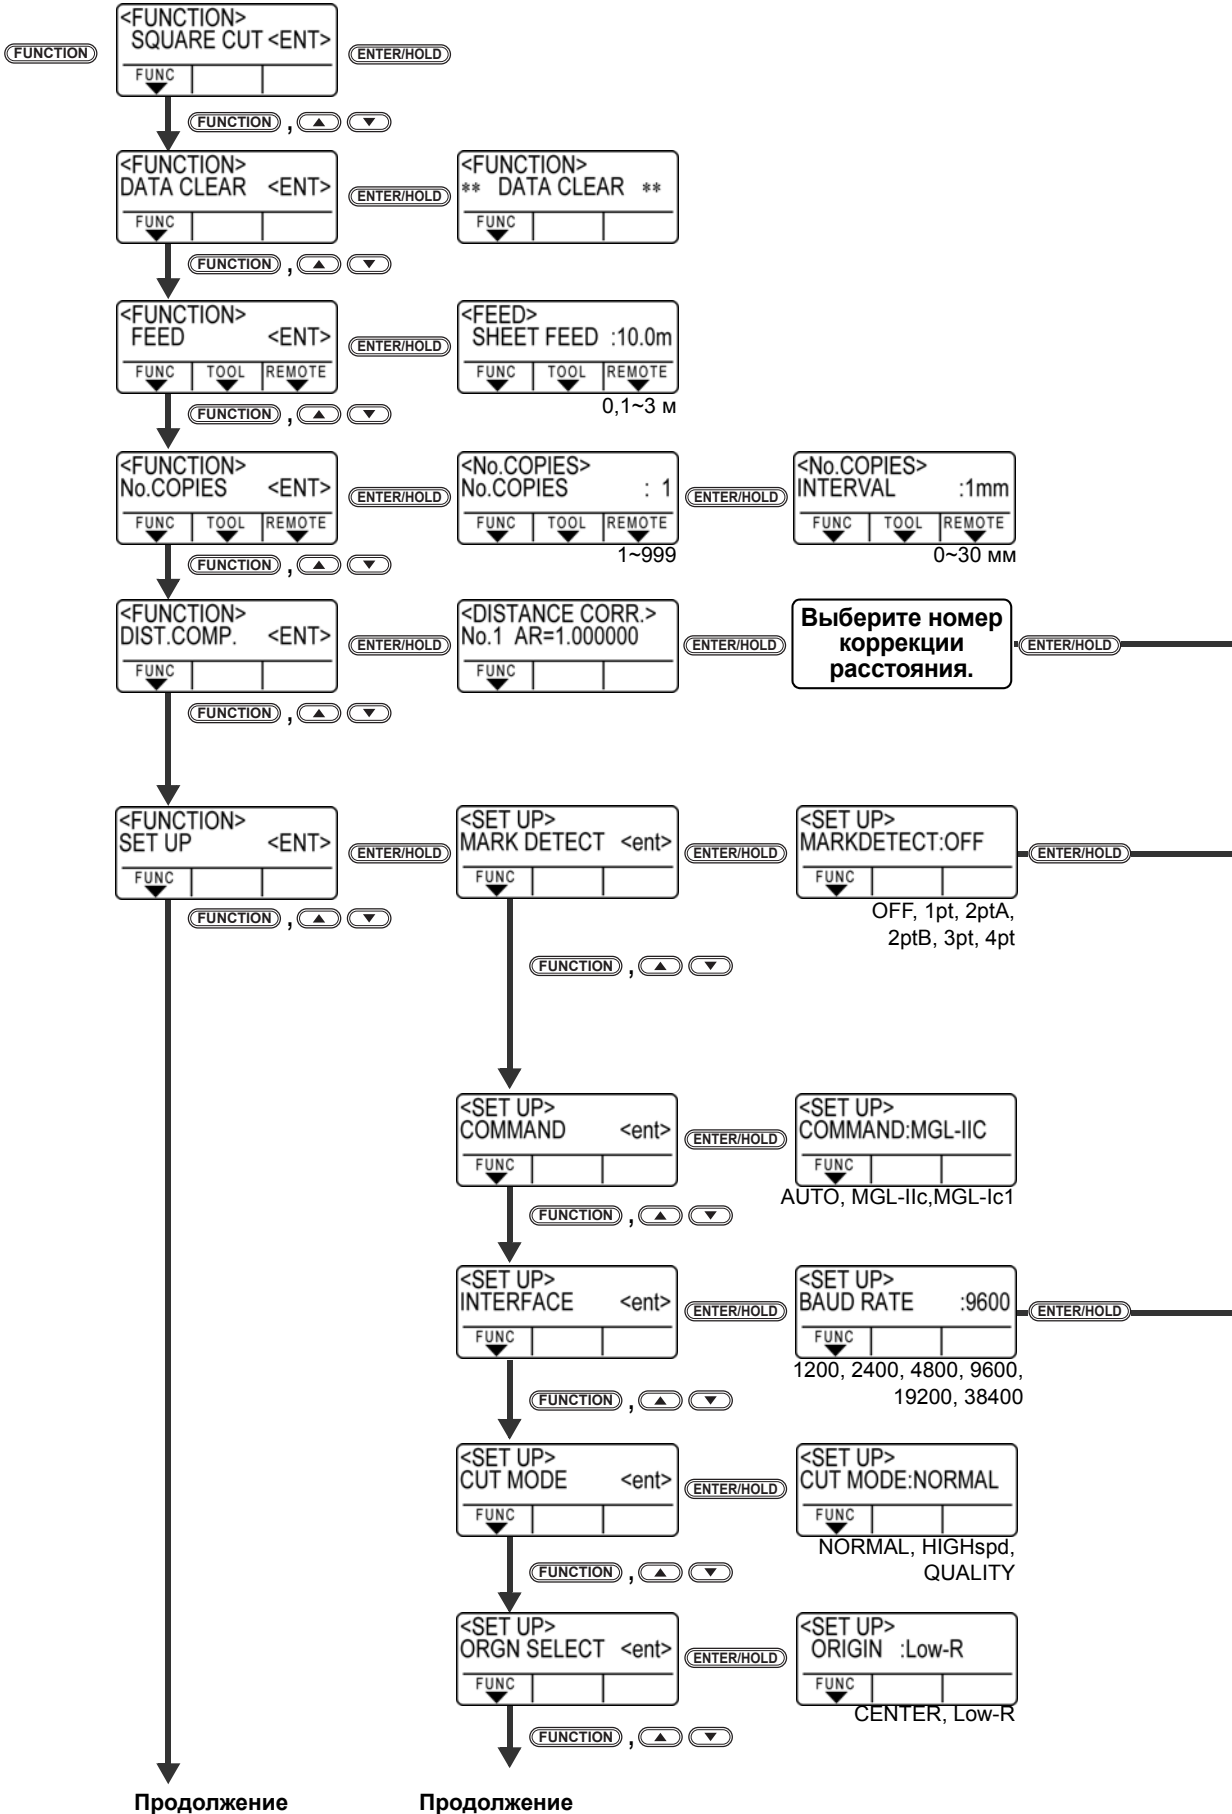 <FUNCTION>
SQUARE CUT <ENT>
FUNC
FUNCTION
ENTER/HOLD
FUNCTION ,
<FUNCTION>
DATA CLEAR <ENT>
FUNC
ENTER/HOLD
<FUNCTION>
** DATA CLEAR **
FUNC
FUNCTION ,
<FUNCTION>
FEED <ENT>
FUNC TOOL REMOTE
ENTER/HOLD
<FEED>
SHEET FEED :10.0m
FUNC TOOL REMOTE
0,1~3 м
FUNCTION ,
<FUNCTION>
No.COPIES <ENT>
FUNC TOOL REMOTE
ENTER/HOLD
<No.COPIES>
No.COPIES : 1
FUNC TOOL REMOTE
1~999
ENTER/HOLD
<No.COPIES>
INTERVAL :1mm
FUNC TOOL REMOTE
0~30 мм
FUNCTION ,
<FUNCTION>
DIST.COMP. <ENT>
FUNC
ENTER/HOLD
<DISTANCE CORR.>
No.1 AR=1.000000
FUNC
ENTER/HOLD
Выберите номер
коррекции
расстояния.
ENTER/HOLD
FUNCTION ,
<FUNCTION>
SET UP <ENT>
FUNC
ENTER/HOLD
<SET UP>
MARK DETECT <ent>
FUNC
ENTER/HOLD
<SET UP>
MARKDETECT:OFF
FUNC
OFF, 1pt, 2ptA,
2ptB, 3pt, 4pt
ENTER/HOLD
FUNCTION ,
FUNCTION ,
<SET UP>
COMMAND <ent>
FUNC
ENTER/HOLD
<SET UP>
COMMAND:MGL-IIC
FUNC
AUTO, MGL-IIc,MGL-Ic1
FUNCTION ,
<SET UP>
INTERFACE <ent>
FUNC
ENTER/HOLD
<SET UP>
BAUD RATE :9600
FUNC
1200, 2400, 4800, 9600,
19200, 38400
ENTER/HOLD
FUNCTION ,
<SET UP>
CUT MODE <ent>
FUNC
ENTER/HOLD
<SET UP>
CUT MODE:NORMAL
FUNC
NORMAL, HIGHspd,
QUALITY
FUNCTION ,
<SET UP>
ORGN SELECT <ent>
FUNC
ENTER/HOLD
<SET UP>
ORIGIN :Low-R
FUNC
CENTER, Low-R
FUNCTION ,
Продолжение
Продолжение